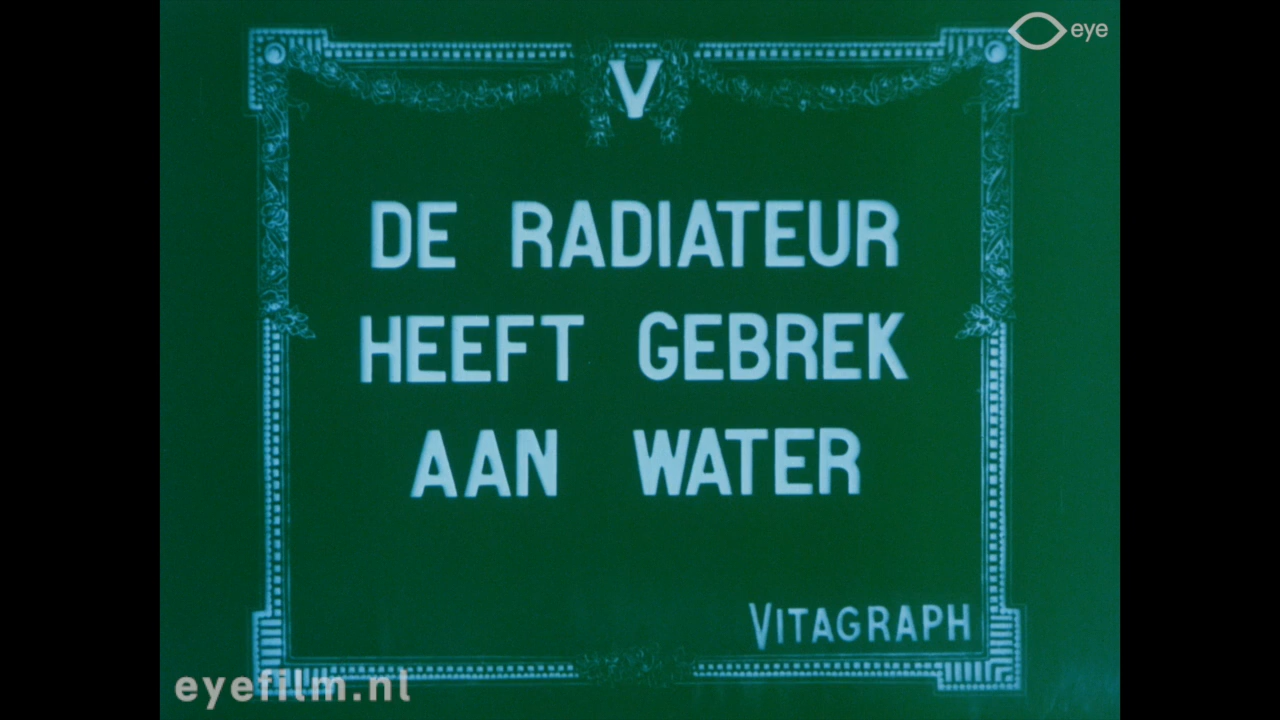 eye
V
DE RADIATEUR
HEEFT GEBREK
AAN WATER
VITAGRAPH
eyefilm.nl